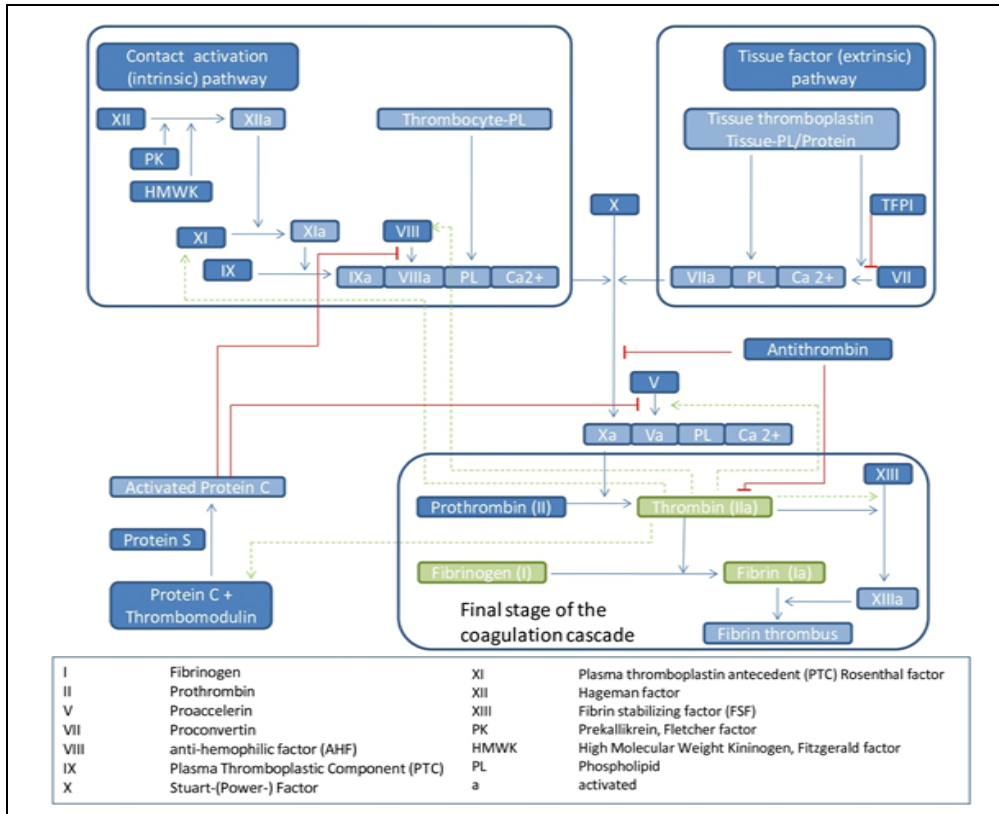 Contact activation
(intrinsic) pathway
Tissue factor (extrinsic)
pathway
XII
XIIa
Thrombocyte-PL
Tissue thromboplastin
Tissue-PL/Protein
PK
HMWK
X
TFPI
XI
XIa
VIII
IX
IXa
VIIIa
PL
Ca2+
VIIa
PL
Ca 2+
VII
Antithrombin
V
Xa
Va
PL
Ca 2+
Activated Protein C
XIII
Prothrombin (II)
Thrombin (IIa)
Protein S
Fibrinogen (I)
Fibrin (Ia)
Protein C +
Thrombomodulin
XIIIa
Final stage of the
coagulation cascade
Fibrin thrombus
I Fibrinogen
II Prothrombin
V Proaccelerin
VII Proconvertin
VIII anti-hemophilic factor (AHF)
IX Plasma Thromboplastic Component (PTC)
X Stuart-(Power-) Factor
XI Plasma thromboplastin antecedent (PTC) Rosenthal factor
XII Hageman factor
XIII Fibrin stabilizing factor (FSF)
PK Prekallikrein, Fletcher factor
HMWK High Molecular Weight Kininogen, Fitzgerald factor
PL Phospholipid
a activated